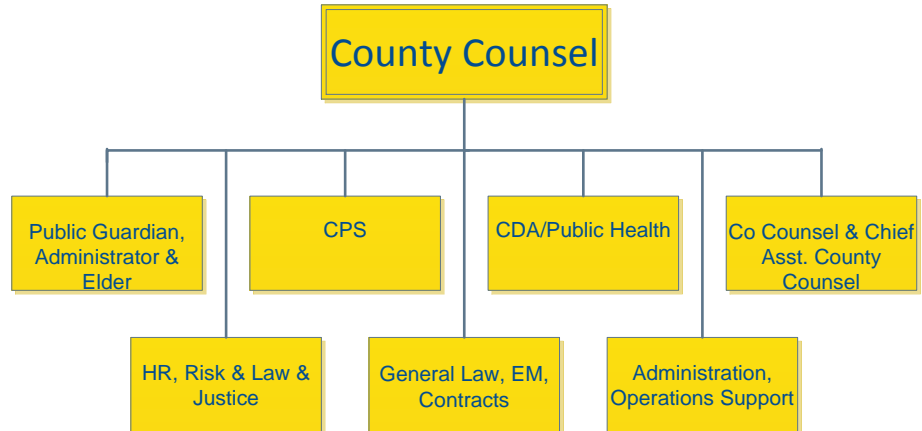 County Counsel
Public Guardian,
Administrator &
Elder
CPS
CDA/Public Health
Co Counsel & Chief
Asst. County
Counsel
HR, Risk & Law &
Justice
General Law, EM,
Contracts
Administration,
Operations Support